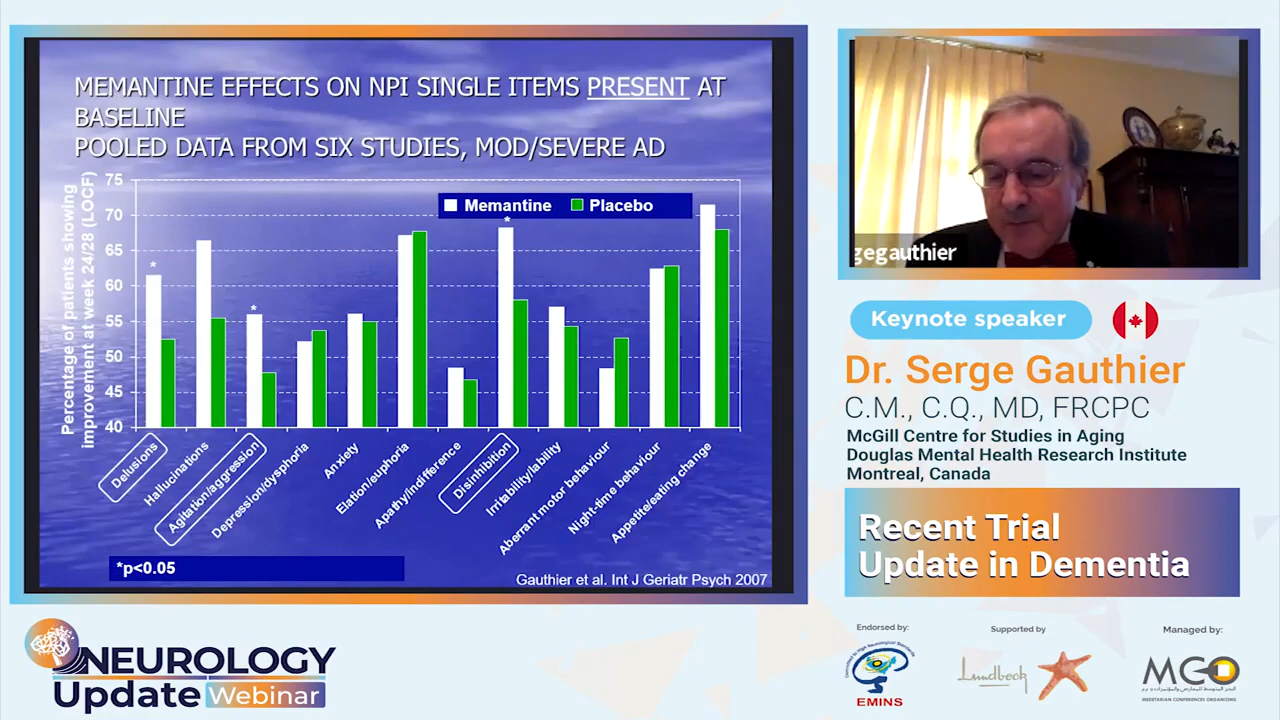 MEMANTINE EFFECTS ON NPI SINGLE ITEMS PRESENT AT
BASELINE
POOLED DATA FROM SIX STUDIES, MOD/SEVERE AD
Percentage of patients showing
improvement at week 24/28 (LOCF)
75
70
65
60
55
50
45
40
Memantine
Placebo
*
*
*
Delusions
Hallucinations
Agitation/aggression
Depression/dysphoria
Anxiety
Elation/euphoria
Apathy/indifference
Disinhibition
Irritability/lability
Aberrant motor behaviour
Night-time behaviour
Appetite/eating change
*p<0.05
Gauthier et al. Int J Geriatr Psych 2007
gegauthier
Keynote speaker
Dr. Serge Gauthier
C.M., C.Q., MD, FRCPC
McGill Centre for Studies in Aging
Douglas Mental Health Research Institute
Montreal, Canada
Recent Trial
Update in Dementia
NEUROLOGY
Update Webinar
Endorsed by:
EMINS
Supported by
Lundbeck
Managed by:
MCO
MEDITERIAN CONFERENCES ORGANIZING